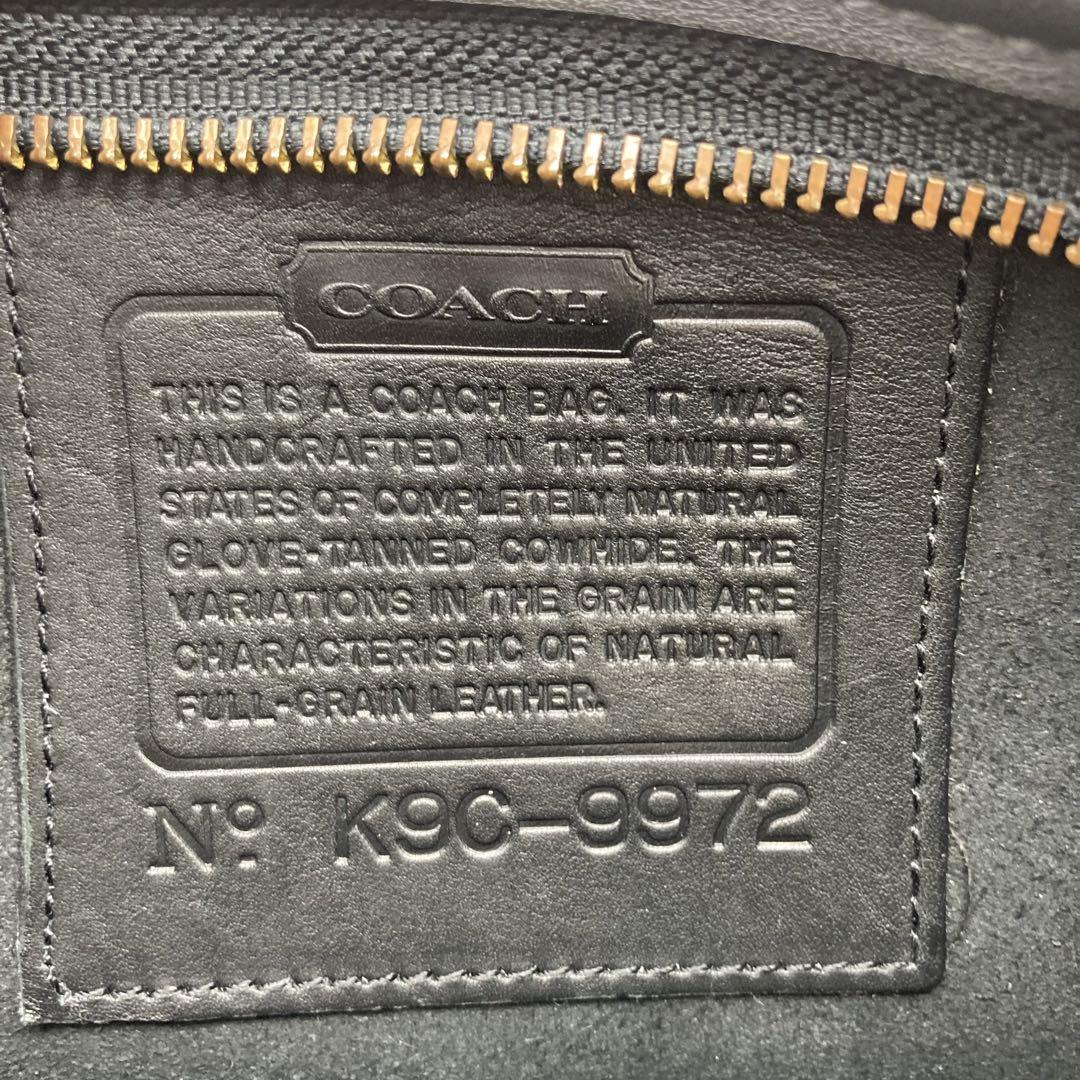 COACH
THIS IS A COACH BAG. IT WAS
HANDCRAFTED IN THE UNITED
STATES OF COMPLETELY NATURAL
GLOVE-TANNED COWHIDE. THE
VARIATIONS IN THE GRAIN ARE
CHARACTERISTIC OF NATURAL
FULL-GRAIN LEATHER.
Nº: K9C-9972